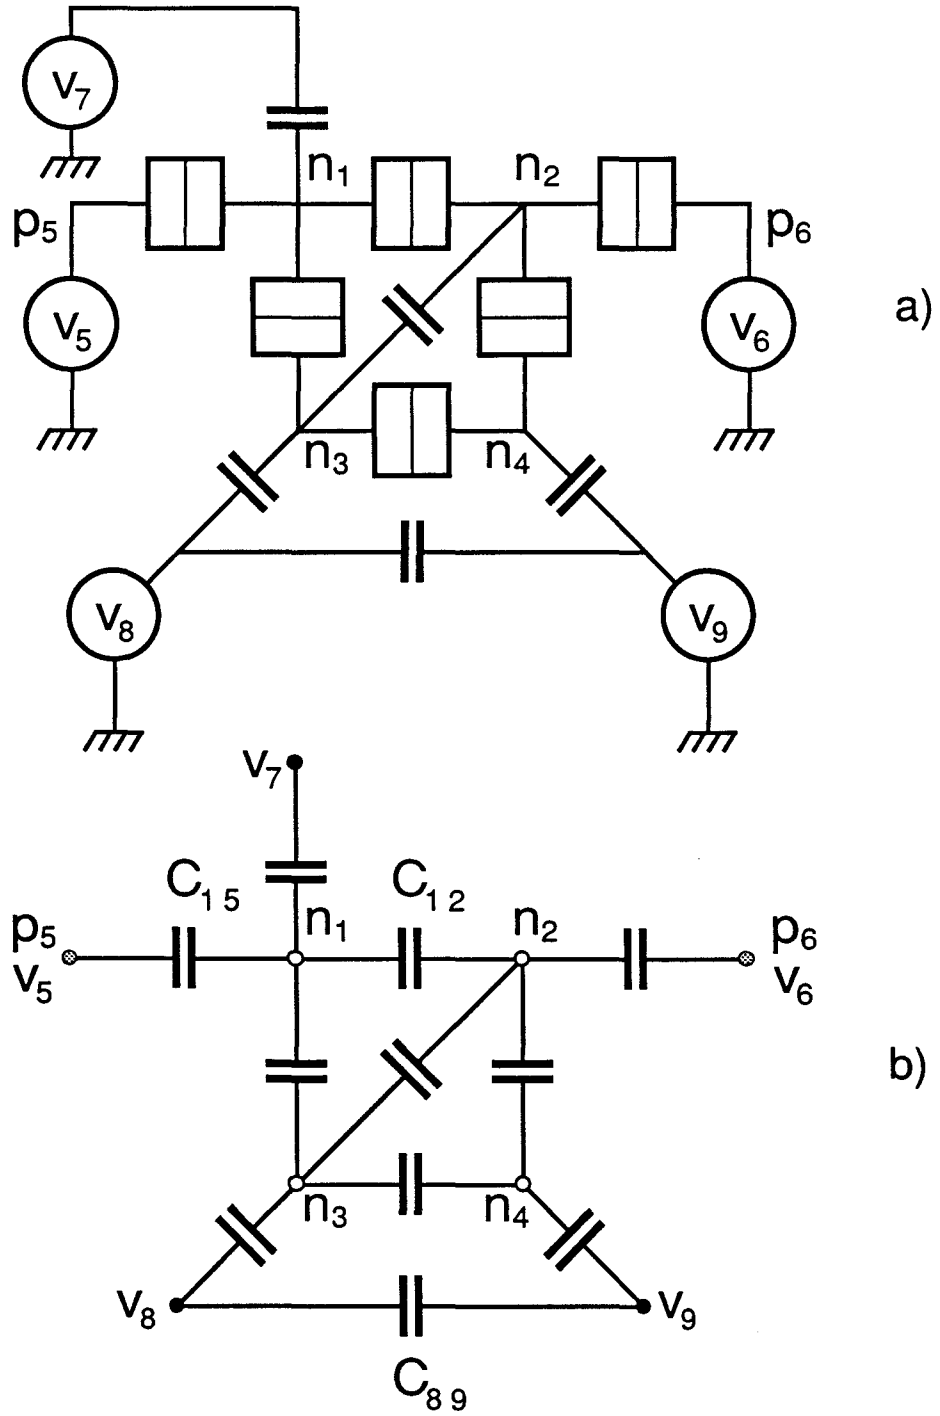 v₇
n₁ n₂
p₅ p₆
a)
v₅ v₆
n₃ n₄
v₈ v₉
v₇
C₁₅ C₁₂
p₅ n₁ n₂ p₆
v₅ v₆
b)
n₃ n₄
v₈ v₉
C₈₉